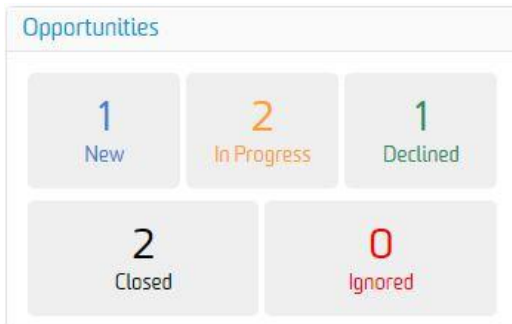 Opportunities
1 2 1
New In Progress Declined
2 0
Closed Ignored